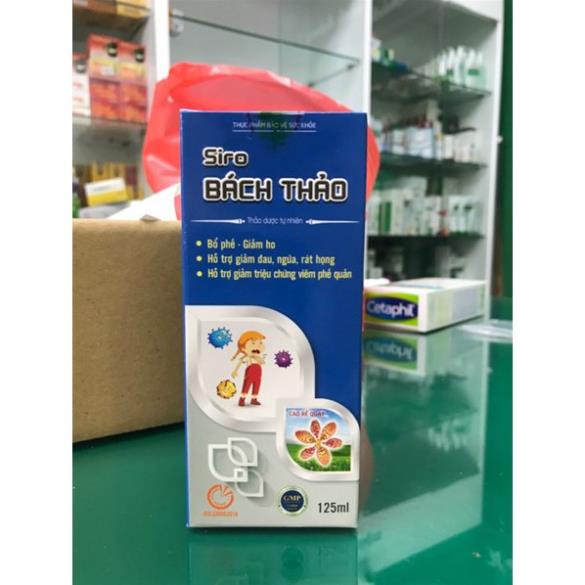 THỰC PHẨM BẢO VỆ SỨC KHỎE
Siro
BÁCH THẢO
Thảo dược tự nhiên
• Bổ phế - Giảm ho
• Hỗ trợ giảm đau, ngứa, rát họng
• Hỗ trợ giảm triệu chứng viêm phế quản
Cetaphil
CAO RẺ QUẠT
GMP
125ml